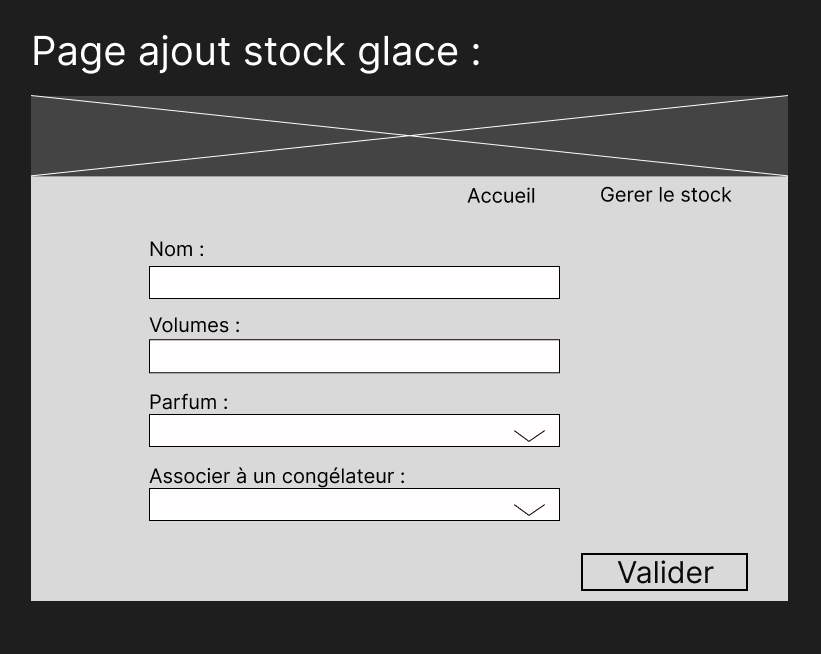 Page ajout stock glace :
Accueil Gerer le stock
Nom :
Volumes :
Parfum :
Associer à un congélateur :
Valider